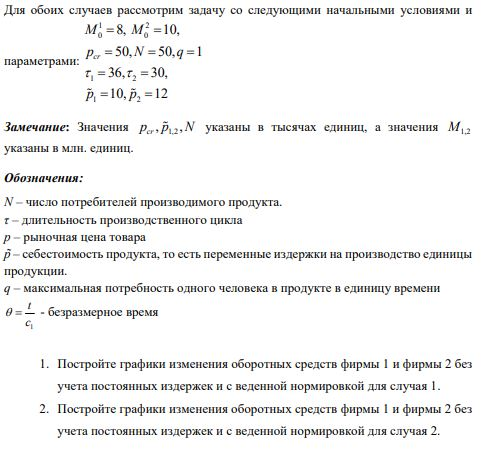 Для обоих случаев рассмотрим задачу со следующими начальными условиями и
параметрами:
M₀¹ = 8, M₀² = 10,
p_cr = 50, N = 50, q = 1
τ₁ = 36, τ₂ = 30,
p̃₁ = 10, p̃₂ = 12
Замечание: Значения p_cr, p̃₁,₂, N указаны в тысячах единиц, а значения M₁,₂
указаны в млн. единиц.
Обозначения:
N – число потребителей производимого продукта.
τ – длительность производственного цикла
p – рыночная цена товара
p̃ – себестоимость продукта, то есть переменные издержки на производство единицы
продукции.
q – максимальная потребность одного человека в продукте в единицу времени
θ = t/c₁ - безразмерное время
1. Постройте графики изменения оборотных средств фирмы 1 и фирмы 2 без
учета постоянных издержек и с веденной нормировкой для случая 1.
2. Постройте графики изменения оборотных средств фирмы 1 и фирмы 2 без
учета постоянных издержек и с веденной нормировкой для случая 2.